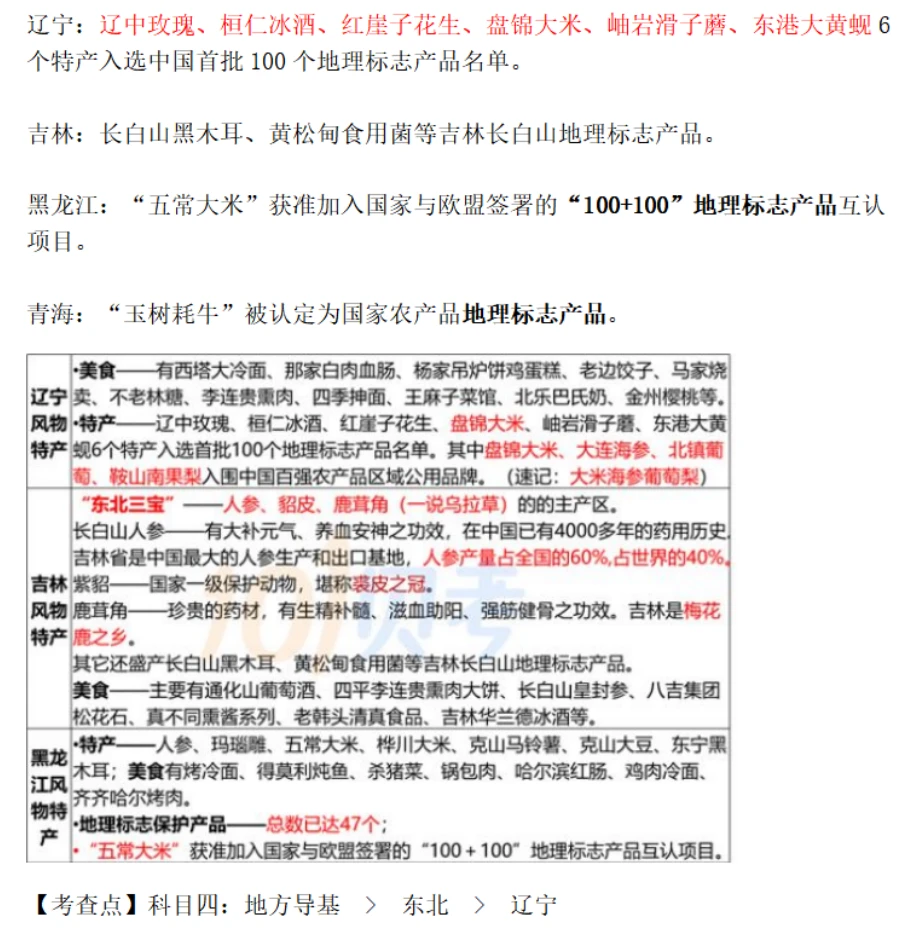 辽宁：辽中玫瑰、桓仁冰酒、红崖子花生、盘锦大米、岫岩滑子蘑、东港大黄蚬 6
个特产入选中国首批 100 个地理标志产品名单。
吉林：长白山黑木耳、黄松甸食用菌等吉林长白山地理标志产品。
黑龙江：“五常大米”获准加入国家与欧盟签署的“100+100”地理标志产品互认
项目。
青海：“玉树耗牛”被认定为国家农产品地理标志产品。
辽宁风物特产
•美食——有西塔大冷面、那家白肉血肠、杨家吊炉饼鸡蛋糕、老边饺子、马家烧
卖、不老林糖、李连贵熏肉、四季抻面、王麻子菜馆、北乐巴氏奶、金州樱桃等。
•特产——辽中玫瑰、桓仁冰酒、红崖子花生、盘锦大米、岫岩滑子蘑、东港大黄
蚬6个特产入选首批100个地理标志产品名单。其中盘锦大米、大连海参、北镇葡
萄、鞍山南果梨入围中国百强农产品区域公用品牌。（速记：大米海参葡萄梨）
吉林风物特产
“东北三宝”——人参、貂皮、鹿茸角（一说乌拉草）的的主产区。
长白山人参——有大补元气、养血安神之功效，在中国已有4000多年的药用历史.
吉林省是中国最大的人参生产和出口基地，人参产量占全国的60%,占世界的40%。
紫貂——国家一级保护动物，堪称裘皮之冠。
鹿茸角——珍贵的药材，有生精补髓、滋血助阳、强筋健骨之功效。吉林是梅花
鹿之乡。
其它还盛产长白山黑木耳、黄松甸食用菌等吉林长白山地理标志产品。
美食——主要有通化山葡萄酒、四平李连贵熏肉大饼、长白山皇封参、八吉集团
松花石、真不同熏酱系列、老韩头清真食品、吉林华兰德冰酒等。
黑龙江风物特产
•特产——人参、玛瑙雕、五常大米、桦川大米、克山马铃薯、克山大豆、东宁黑
木耳；美食有烤冷面、得莫利炖鱼、杀猪菜、锅包肉、哈尔滨红肠、鸡肉冷面、
齐齐哈尔烤肉。
•地理标志保护产品——总数已达47个；
•“五常大米”获准加入国家与欧盟签署的“100＋100”地理标志产品互认项目。
101贝考
【考查点】科目四：地方导基 > 东北 > 辽宁